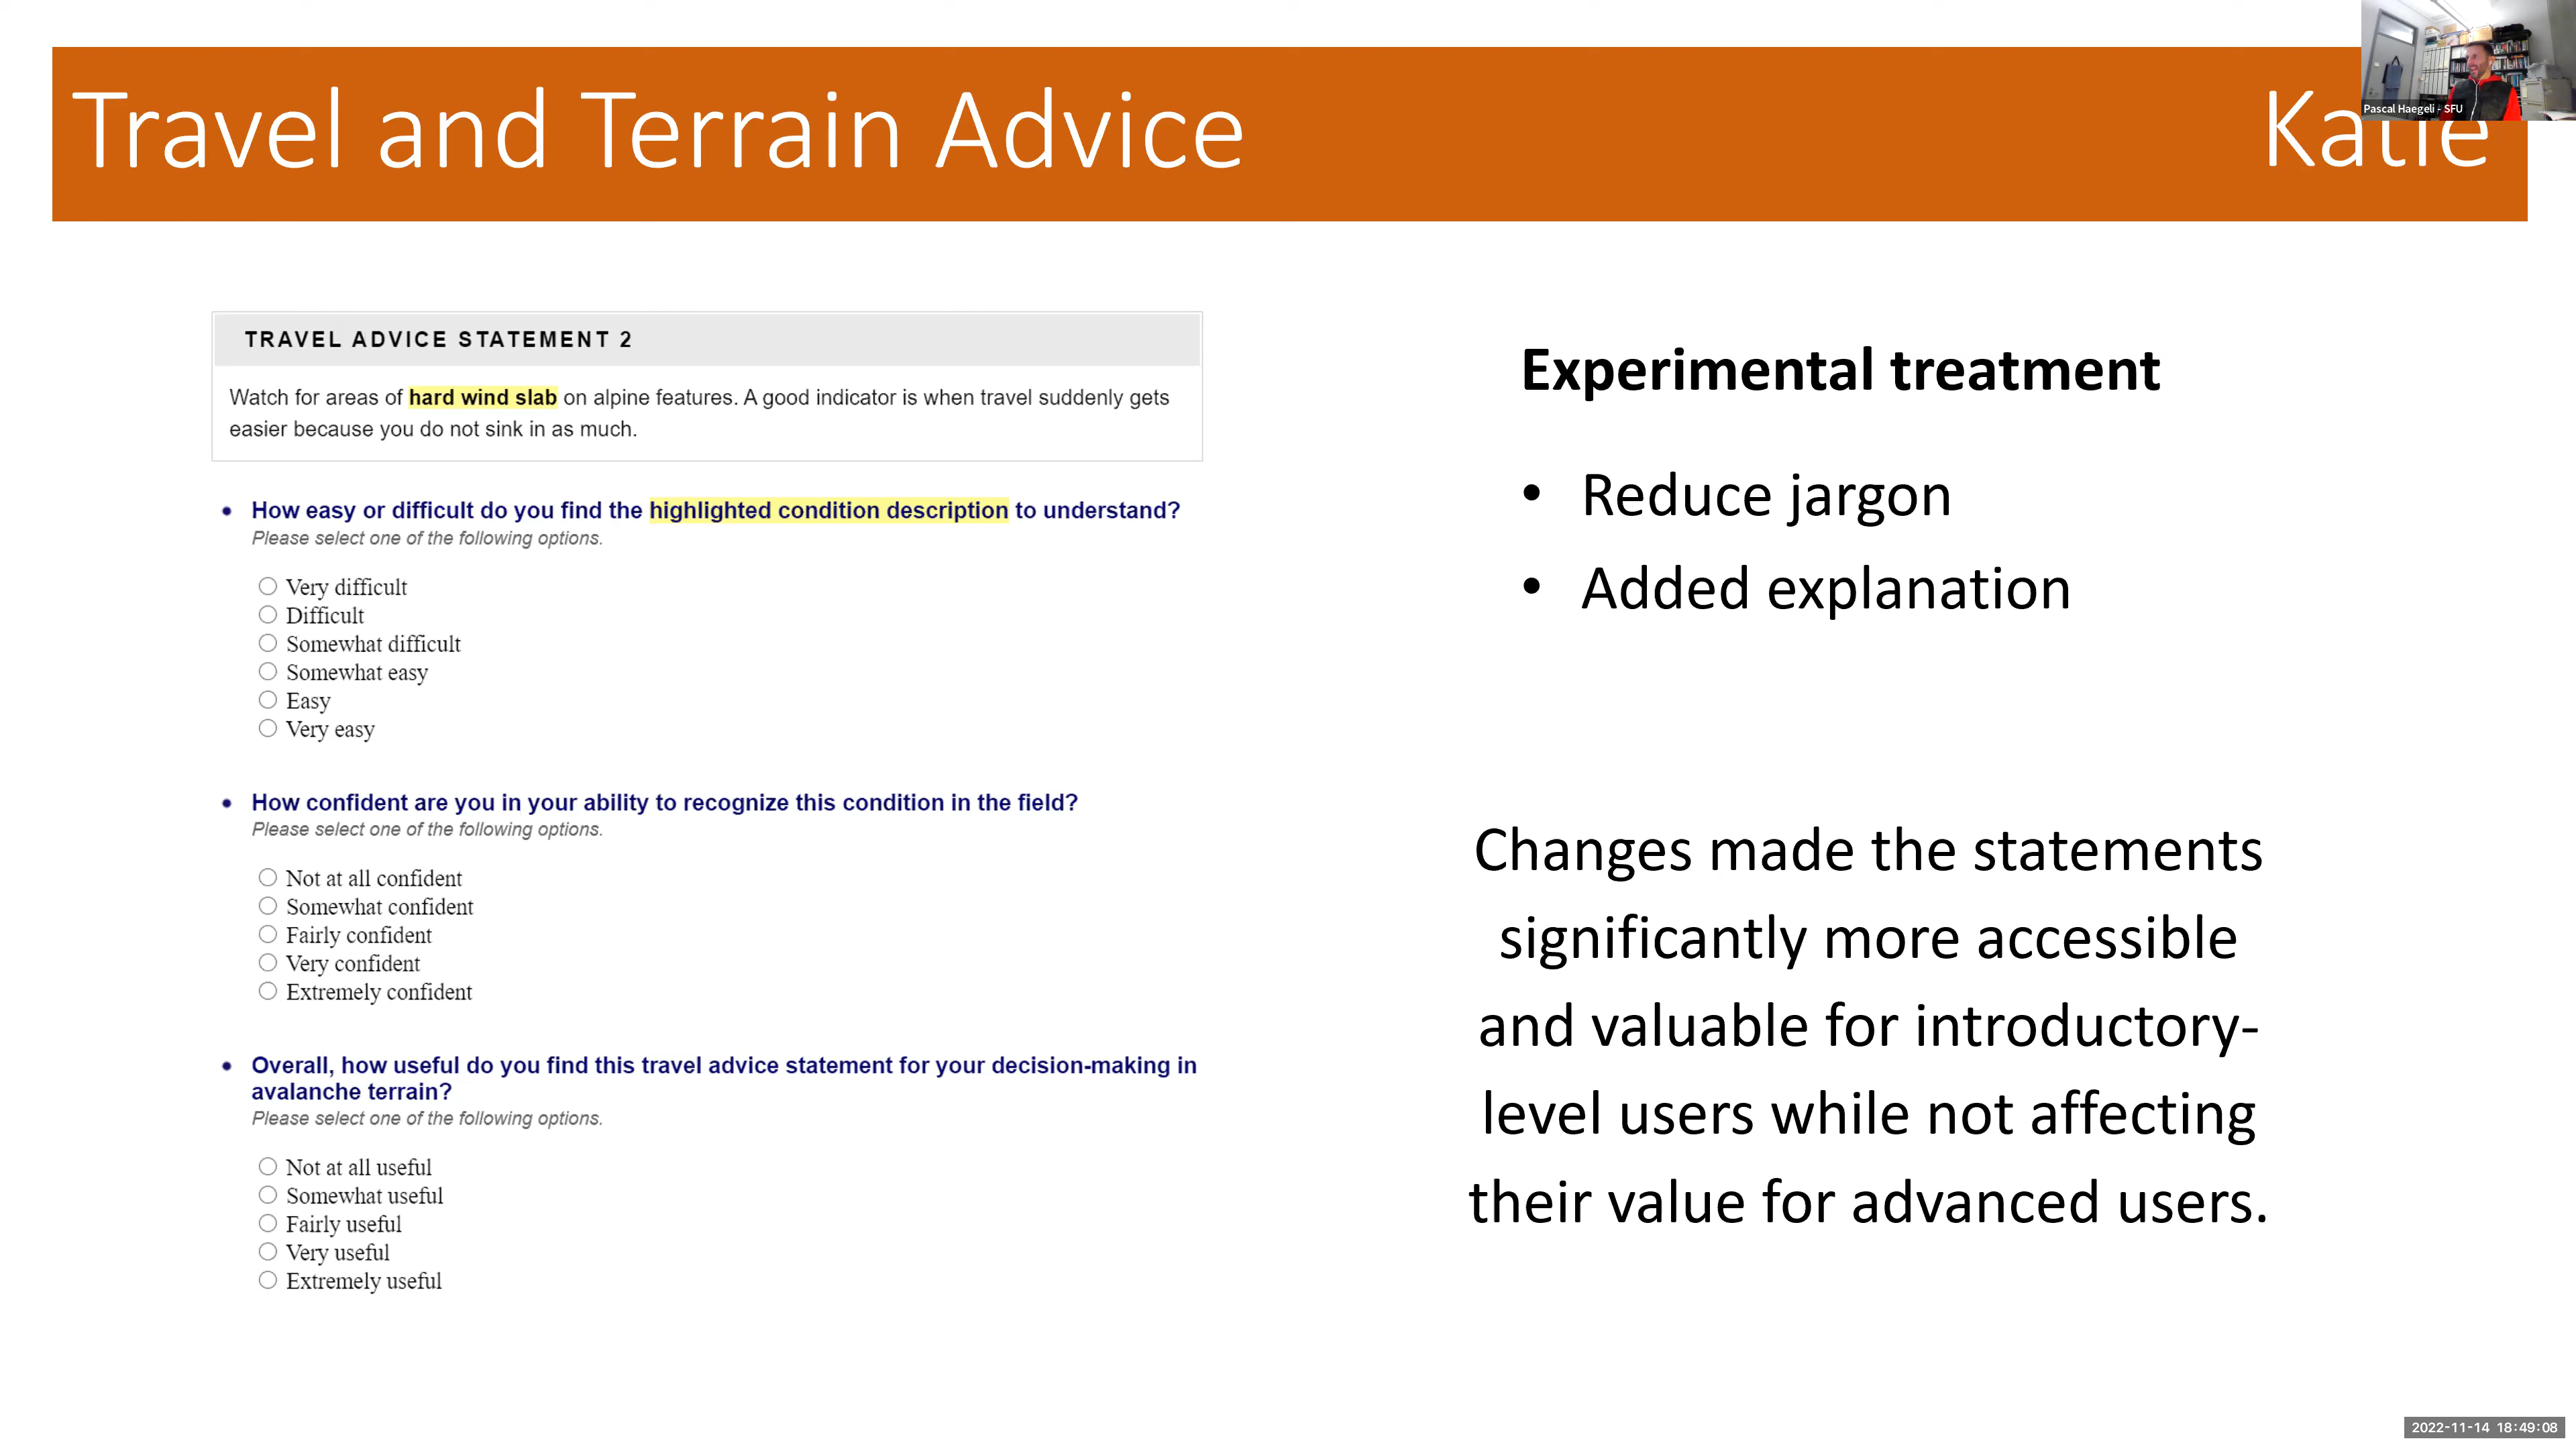 Travel and Terrain Advice
Katie
Pascal Haegeli - SFU
TRAVEL ADVICE STATEMENT 2
Watch for areas of hard wind slab on alpine features. A good indicator is when travel suddenly gets
easier because you do not sink in as much.
• How easy or difficult do you find the highlighted condition description to understand?
Please select one of the following options.
Very difficult
Difficult
Somewhat difficult
Somewhat easy
Easy
Very easy
• How confident are you in your ability to recognize this condition in the field?
Please select one of the following options.
Not at all confident
Somewhat confident
Fairly confident
Very confident
Extremely confident
• Overall, how useful do you find this travel advice statement for your decision-making in
avalanche terrain?
Please select one of the following options.
Not at all useful
Somewhat useful
Fairly useful
Very useful
Extremely useful
Experimental treatment
• Reduce jargon
• Added explanation
Changes made the statements
significantly more accessible
and valuable for introductory-
level users while not affecting
their value for advanced users.
2022-11-14 18:49:08